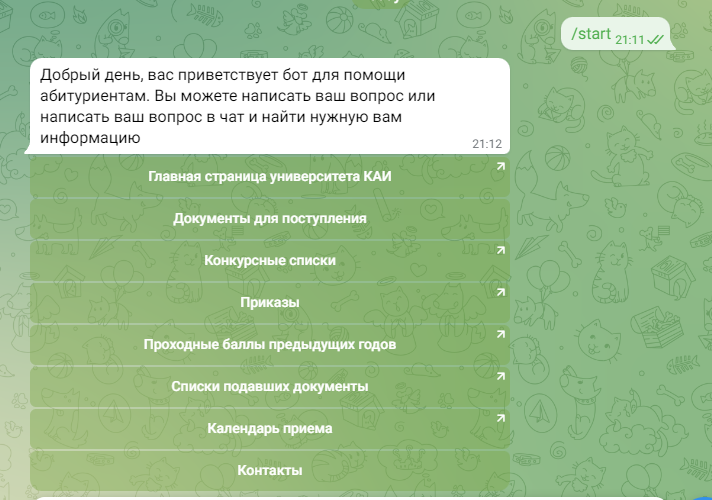 /start 21:11
Добрый день, вас приветствует бот для помощи
абитуриентам. Вы можете написать ваш вопрос или
написать ваш вопрос в чат и найти нужную вам
информацию
21:12
Главная страница университета КАИ
Документы для поступления
Конкурсные списки
Приказы
Проходные баллы предыдущих годов
Списки подавших документы
Календарь приема
Контакты